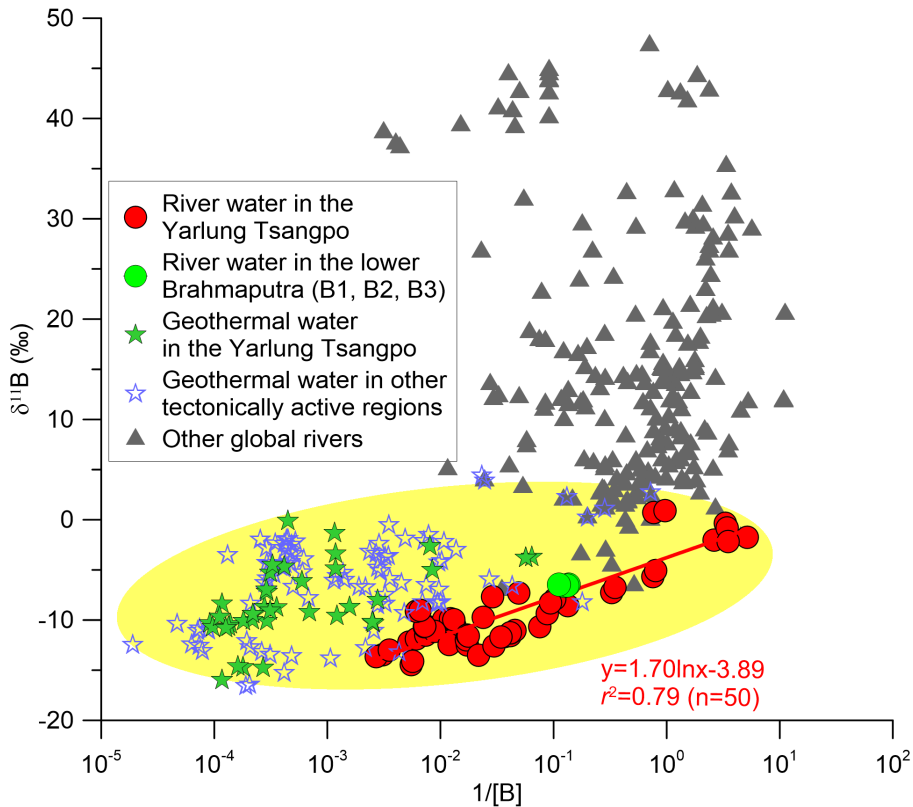 50
40
30
20
10
0
-10
-20
δ¹¹B (‰)
River water in the
Yarlung Tsangpo
River water in the lower
Brahmaputra (B1, B2, B3)
Geothermal water
in the Yarlung Tsangpo
Geothermal water in other
tectonically active regions
Other global rivers
y=1.70lnx-3.89
r²=0.79 (n=50)
10⁻⁵ 10⁻⁴ 10⁻³ 10⁻² 10⁻¹ 10⁰ 10¹ 10²
1/[B]